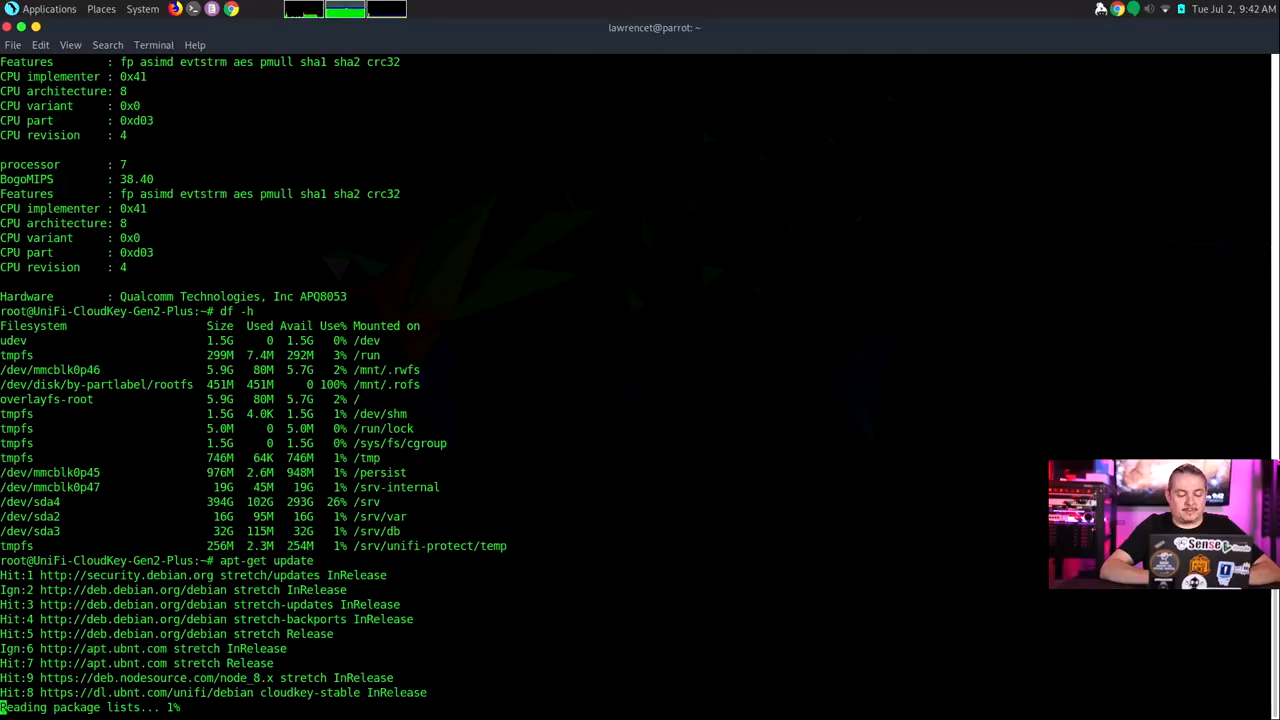 Applications Places System Tue Jul 2, 9:42 AM
lawrencet@parrot: ~
File Edit View Search Terminal Help
Features : fp asimd evtstrm aes pmull sha1 sha2 crc32
CPU implementer : 0x41
CPU architecture: 8
CPU variant : 0x0
CPU part : 0xd03
CPU revision : 4
processor : 7
BogoMIPS : 38.40
Features : fp asimd evtstrm aes pmull sha1 sha2 crc32
CPU implementer : 0x41
CPU architecture: 8
CPU variant : 0x0
CPU part : 0xd03
CPU revision : 4
Hardware : Qualcomm Technologies, Inc APQ8053
root@UniFi-CloudKey-Gen2-Plus:~# df -h
Filesystem Size Used Avail Use% Mounted on
udev 1.5G 0 1.5G 0% /dev
tmpfs 299M 7.4M 292M 3% /run
/dev/mmcblk0p46 5.9G 80M 5.7G 2% /mnt/.rwfs
/dev/disk/by-partlabel/rootfs 451M 451M 0 100% /mnt/.rofs
overlayfs-root 5.9G 80M 5.7G 2% /
tmpfs 1.5G 4.0K 1.5G 1% /dev/shm
tmpfs 5.0M 0 5.0M 0% /run/lock
tmpfs 1.5G 0 1.5G 0% /sys/fs/cgroup
tmpfs 746M 64K 746M 1% /tmp
/dev/mmcblk0p45 976M 2.6M 948M 1% /persist
/dev/mmcblk0p47 19G 45M 19G 1% /srv-internal
/dev/sda4 394G 102G 293G 26% /srv
/dev/sda2 16G 95M 16G 1% /srv/var
/dev/sda3 32G 115M 32G 1% /srv/db
tmpfs 256M 2.3M 254M 1% /srv/unifi-protect/temp
root@UniFi-CloudKey-Gen2-Plus:~# apt-get update
Hit:1 http://security.debian.org stretch/updates InRelease
Ign:2 http://deb.debian.org/debian stretch InRelease
Hit:3 http://deb.debian.org/debian stretch-updates InRelease
Hit:4 http://deb.debian.org/debian stretch-backports InRelease
Hit:5 http://deb.debian.org/debian stretch Release
Ign:6 http://apt.ubnt.com stretch InRelease
Hit:7 http://apt.ubnt.com stretch Release
Hit:9 https://deb.nodesource.com/node_8.x stretch InRelease
Hit:8 https://dl.ubnt.com/unifi/debian cloudkey-stable InRelease
Reading package lists... 1%
Sense